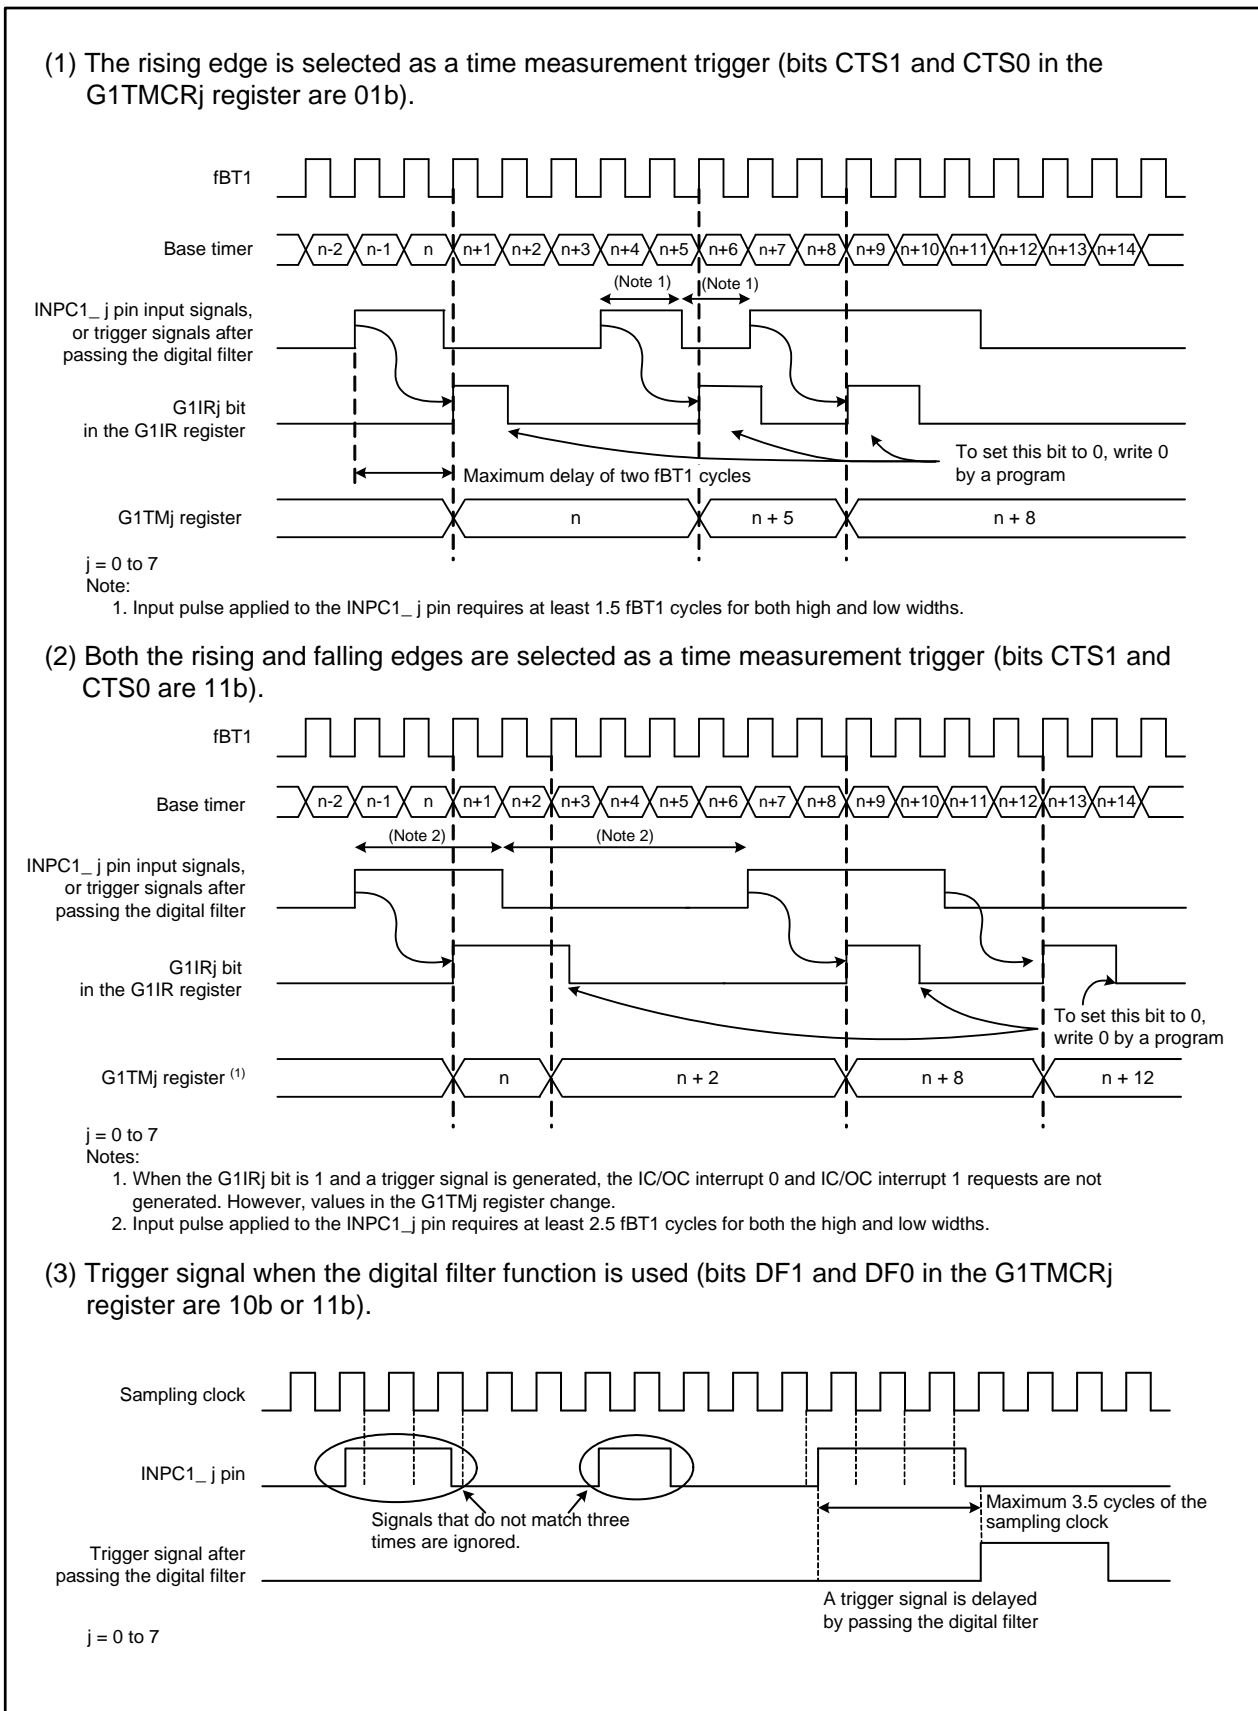 (1) The rising edge is selected as a time measurement trigger (bits CTS1 and CTS0 in the
G1TMCRj register are 01b).
fBT1
Base timer
n-2 n-1 n n+1 n+2 n+3 n+4 n+5 n+6 n+7 n+8 n+9 n+10 n+11 n+12 n+13 n+14
(Note 1) (Note 1)
INPC1_ j pin input signals,
or trigger signals after
passing the digital filter
G1IRj bit
in the G1IR register
To set this bit to 0, write 0
by a program
Maximum delay of two fBT1 cycles
G1TMj register
n n + 5 n + 8
j = 0 to 7
Note:
1. Input pulse applied to the INPC1_ j pin requires at least 1.5 fBT1 cycles for both high and low widths.
(2) Both the rising and falling edges are selected as a time measurement trigger (bits CTS1 and
CTS0 are 11b).
fBT1
Base timer
n-2 n-1 n n+1 n+2 n+3 n+4 n+5 n+6 n+7 n+8 n+9 n+10 n+11 n+12 n+13 n+14
(Note 2) (Note 2)
INPC1_ j pin input signals,
or trigger signals after
passing the digital filter
G1IRj bit
in the G1IR register
To set this bit to 0,
write 0 by a program
G1TMj register (1)
n n + 2 n + 8 n + 12
j = 0 to 7
Notes:
1. When the G1IRj bit is 1 and a trigger signal is generated, the IC/OC interrupt 0 and IC/OC interrupt 1 requests are not
generated. However, values in the G1TMj register change.
2. Input pulse applied to the INPC1_j pin requires at least 2.5 fBT1 cycles for both the high and low widths.
(3) Trigger signal when the digital filter function is used (bits DF1 and DF0 in the G1TMCRj
register are 10b or 11b).
Sampling clock
INPC1_ j pin
Signals that do not match three
times are ignored.
Maximum 3.5 cycles of the
sampling clock
Trigger signal after
passing the digital filter
A trigger signal is delayed
by passing the digital filter
j = 0 to 7